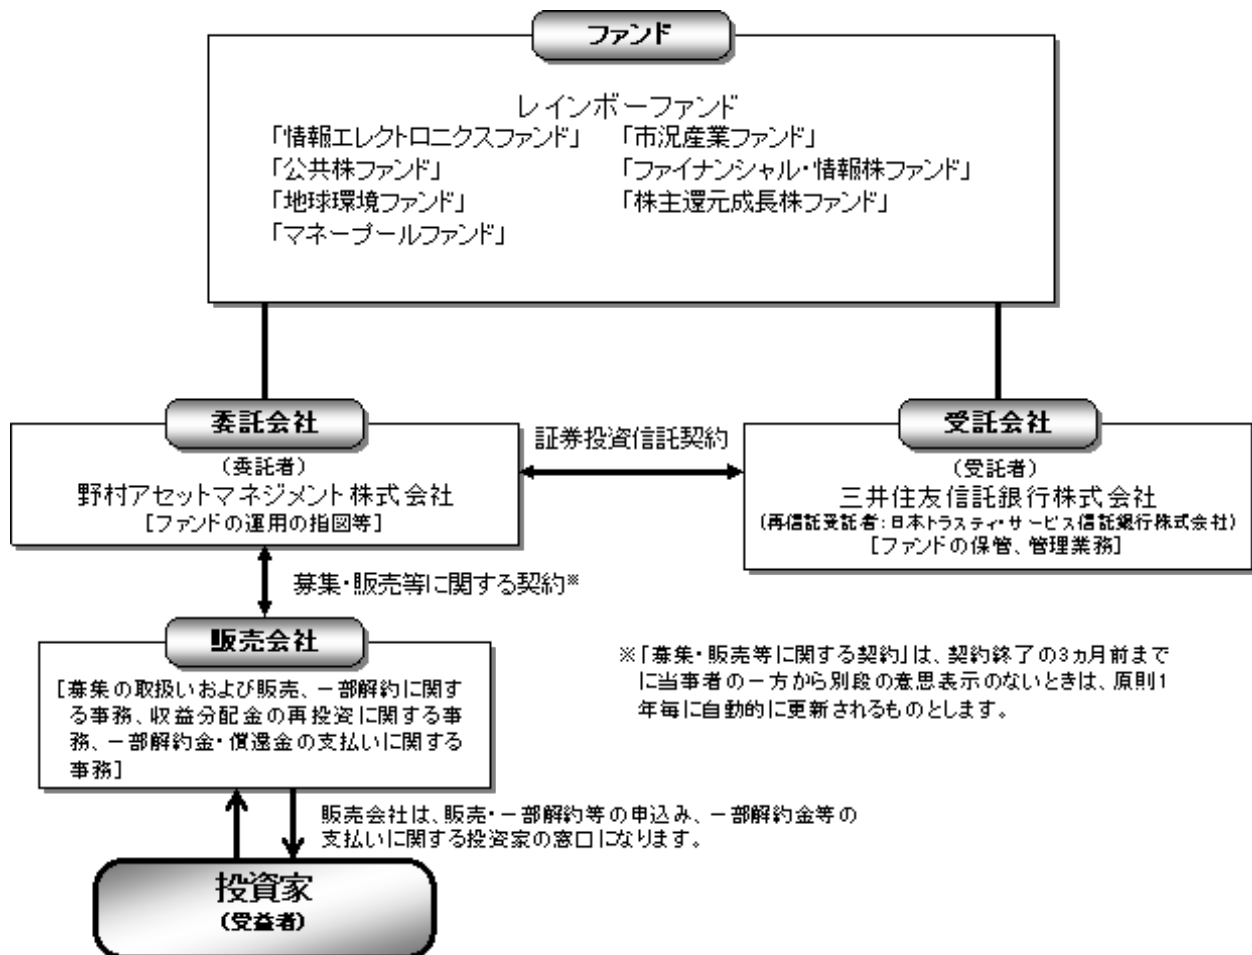 ファンド
レインボーファンド
「情報エレクトロニクスファンド」 「市況産業ファンド」
「公共株ファンド」 「ファイナンシャル・情報株ファンド」
「地球環境ファンド」 「株主還元成長株ファンド」
「マネープールファンド」
委託会社
(委託者)
野村アセットマネジメント株式会社
[ファンドの運用の指図等]
証券投資信託契約
受託会社
(受託者)
三井住友信託銀行株式会社
(再信託受託者:日本トラスティ・サービス信託銀行株式会社)
[ファンドの保管、管理業務]
募集・販売等に関する契約※
販売会社
[募集の取扱いおよび販売、一部解約に関す
る事務、収益分配金の再投資に関する事
務、一部解約金・償還金の支払いに関する
事務]
※「募集・販売等に関する契約」は、契約終了の3ヵ月前まで
に当事者の一方から別段の意思表示のないときは、原則1
年毎に自動的に更新されるものとします。
販売会社は、販売・一部解約等の申込み、一部解約金等の
支払いに関する投資家の窓口になります。
投資家
(受益者)